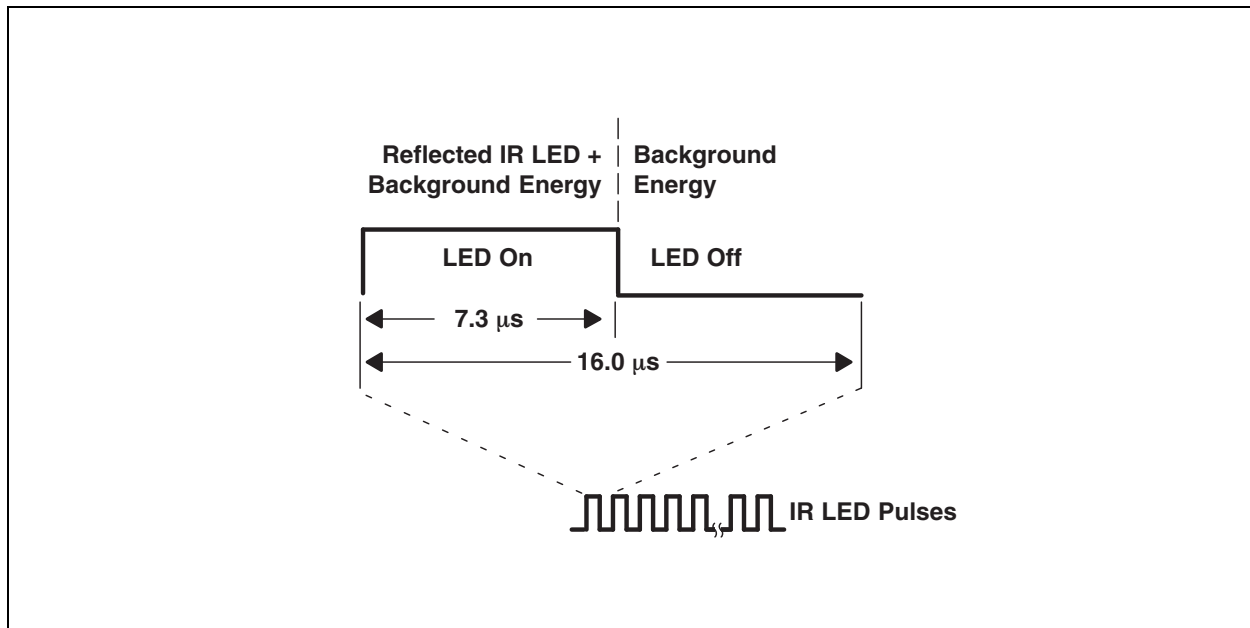 Reflected IR LED +
Background Energy
Background
Energy
LED On
LED Off
7.3 μs
16.0 μs
IR LED Pulses